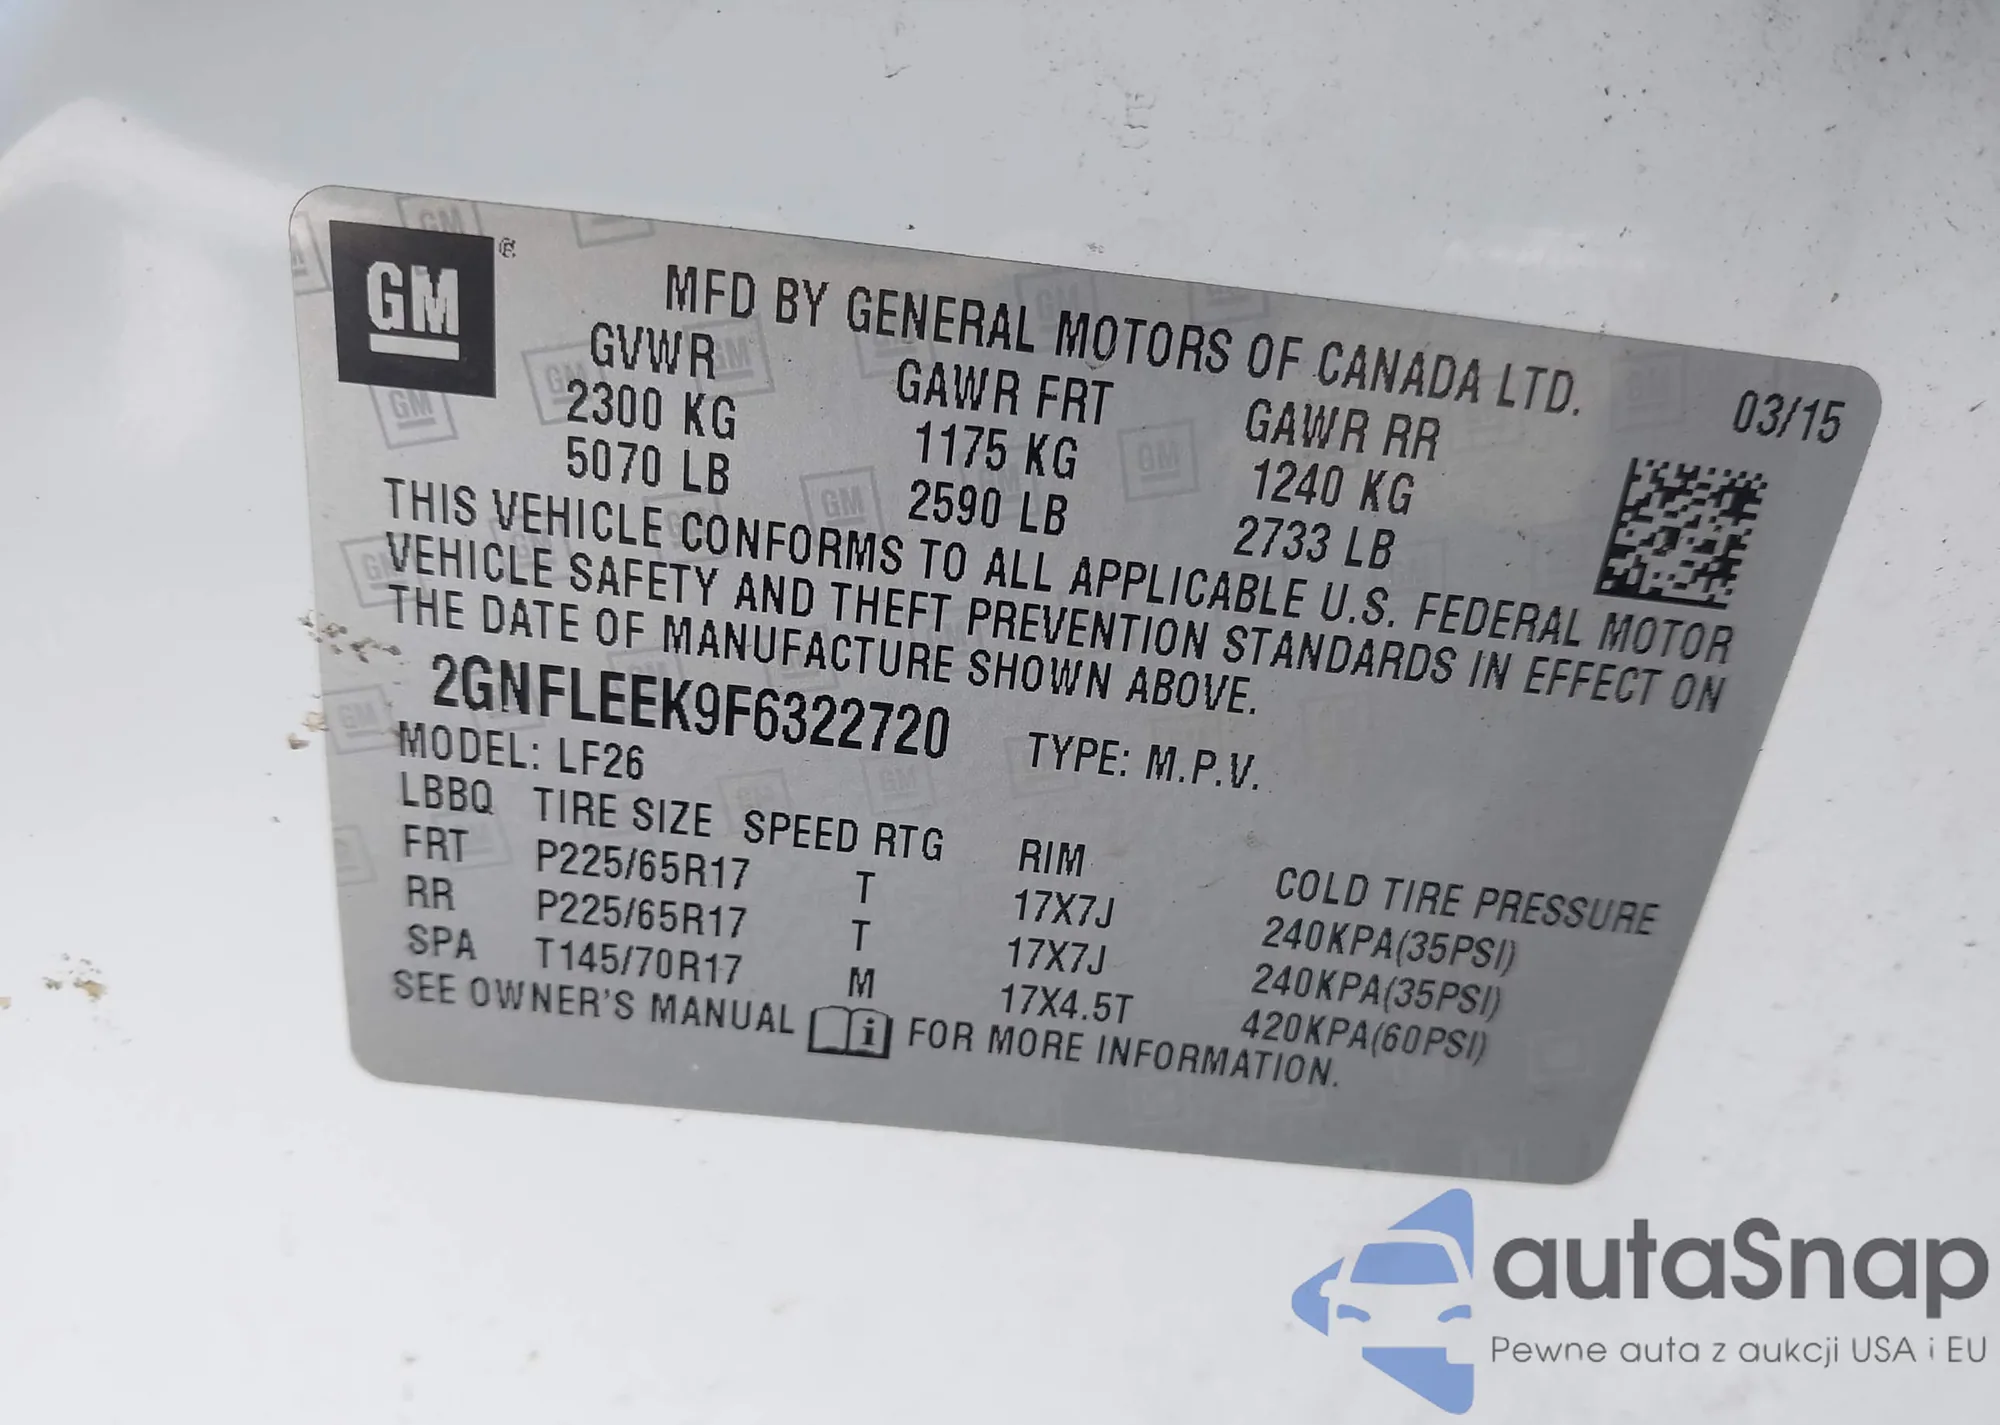 GM ®
MFD BY GENERAL MOTORS OF CANADA LTD.
03/15
GVWR GAWR FRT GAWR RR
2300 KG 1175 KG 1240 KG
5070 LB 2590 LB 2733 LB
THIS VEHICLE CONFORMS TO ALL APPLICABLE U.S. FEDERAL MOTOR
VEHICLE SAFETY AND THEFT PREVENTION STANDARDS IN EFFECT ON
THE DATE OF MANUFACTURE SHOWN ABOVE.
2GNFLEEK9F6322720 TYPE: M.P.V.
MODEL: LF26
LBBQ TIRE SIZE SPEED RTG RIM COLD TIRE PRESSURE
FRT P225/65R17 T 17X7J 240KPA(35PSI)
RR P225/65R17 T 17X7J 240KPA(35PSI)
SPA T145/70R17 M 17X4.5T 420KPA(60PSI)
SEE OWNER'S MANUAL i FOR MORE INFORMATION.
autaSnap
Pewne auta z aukcji USA i EU